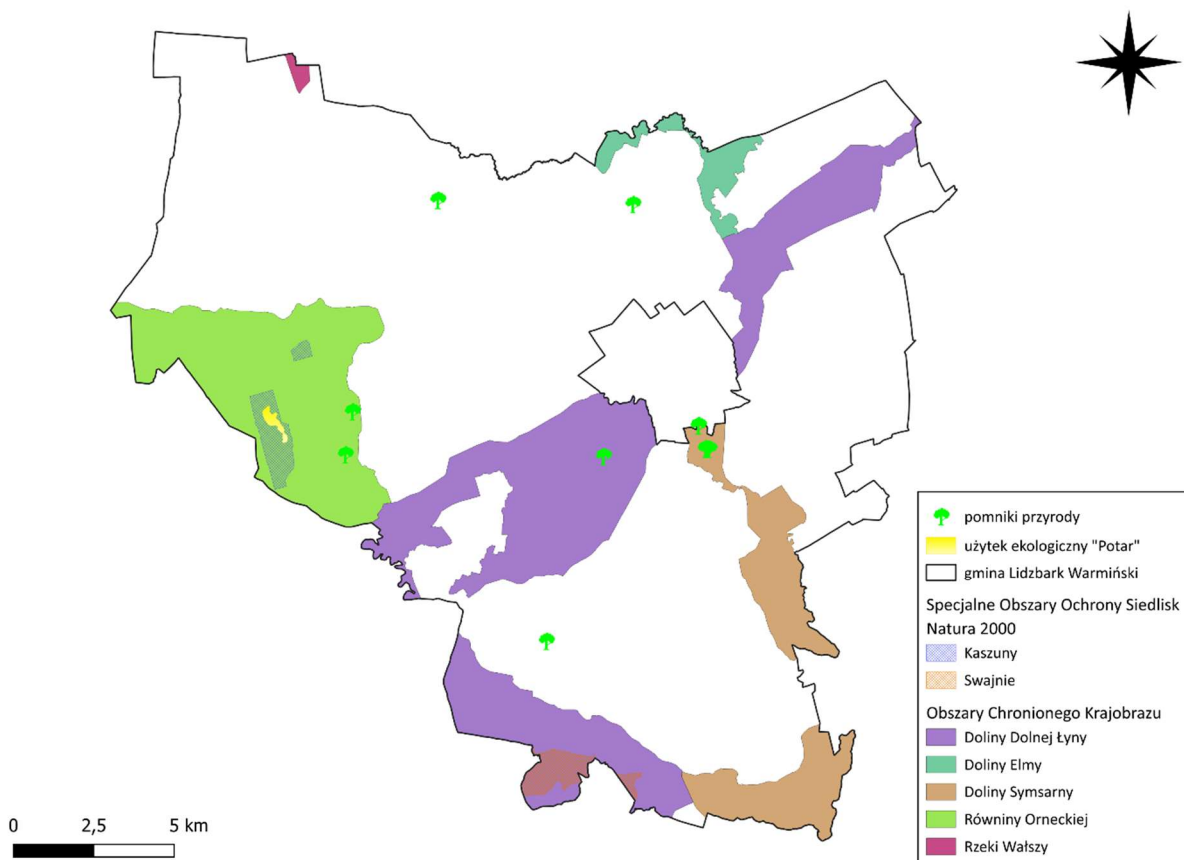 pomniki przyrody
użytek ekologiczny "Potar"
gmina Lidzbark Warmiński
Specjalne Obszary Ochrony Siedlisk
Natura 2000
Kaszuny
Swajnie
Obszary Chronionego Krajobrazu
Doliny Dolnej Łyny
Doliny Elmy
Doliny Symsarny
Równiny Orneckiej
Rzeki Wałszy
0 2,5 5 km